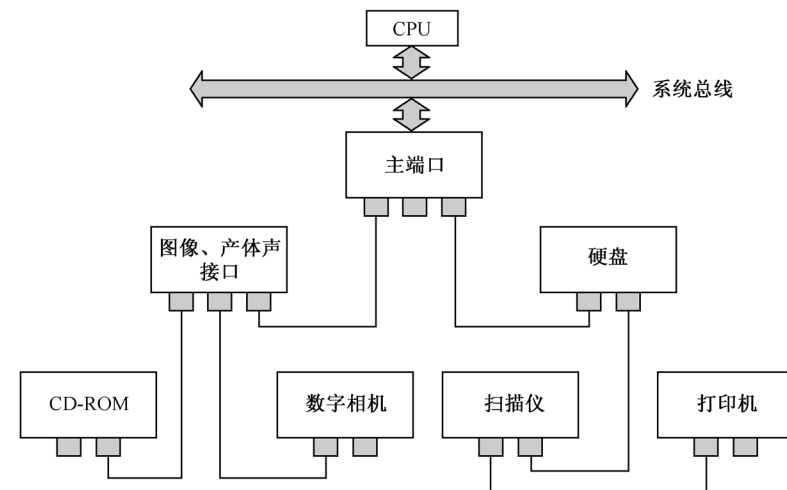 CPU
系统总线
主端口
图像、产体声
接口
硬盘
CD-ROM
数字相机
扫描仪
打印机